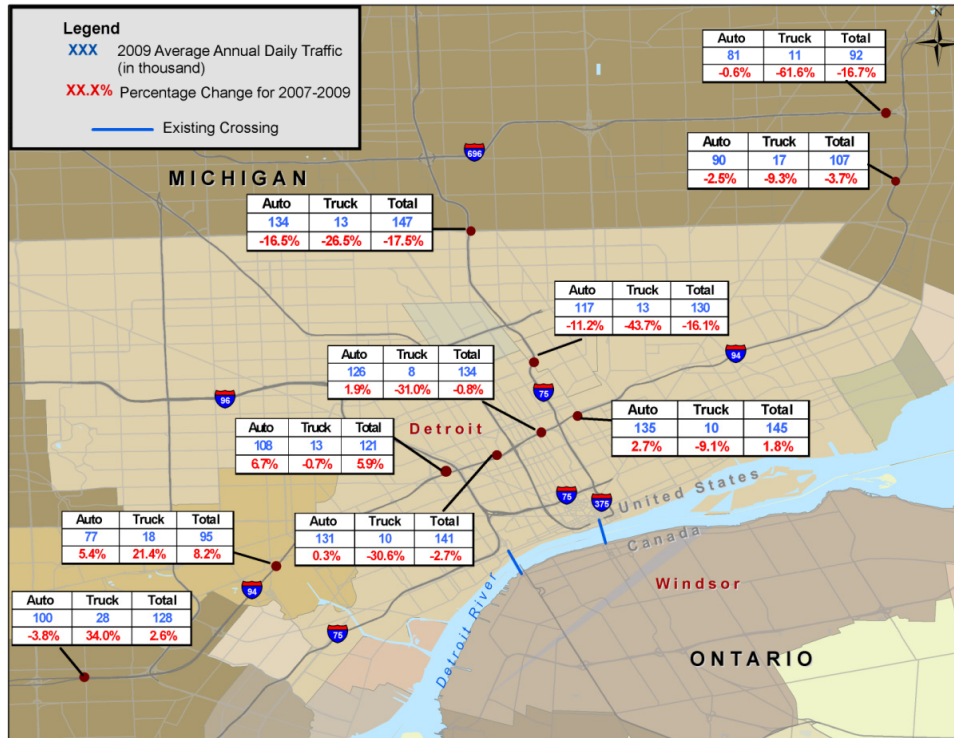 Legend
XXX 2009 Average Annual Daily Traffic
(in thousand)
XX.X% Percentage Change for 2007-2009
Existing Crossing
N
Auto Truck Total
81 11 92
-0.6% -61.6% -16.7%
Auto Truck Total
90 17 107
-2.5% -9.3% -3.7%
696
MICHIGAN
Auto Truck Total
134 13 147
-16.5% -26.5% -17.5%
Auto Truck Total
117 13 130
-11.2% -43.7% -16.1%
94
Auto Truck Total
126 8 134
1.9% -31.0% -0.8%
75
96
Auto Truck Total
135 10 145
2.7% -9.1% 1.8%
Detroit
Auto Truck Total
108 13 121
6.7% -0.7% 5.9%
75
375
United States
Canada
Auto Truck Total
131 10 141
0.3% -30.6% -2.7%
Auto Truck Total
77 18 95
5.4% 21.4% 8.2%
94
Windsor
Detroit River
Auto Truck Total
100 28 128
-3.8% 34.0% 2.6%
75
ONTARIO